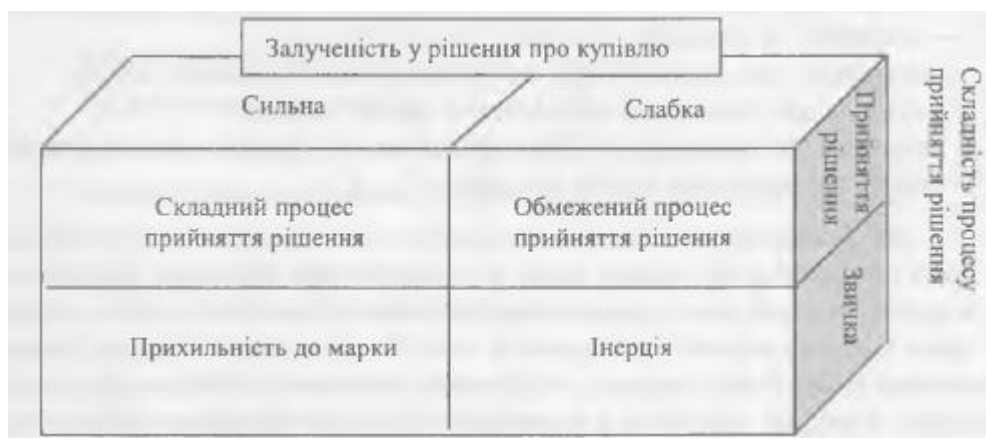 Залученість у рішення про купівлю
Сильна
Слабка
Складний процес
прийняття рішення
Обмежений процес
прийняття рішення
Прихильність до марки
Інерція
Прийняття
рішення
Звичка
Складність процесу
прийняття рішення